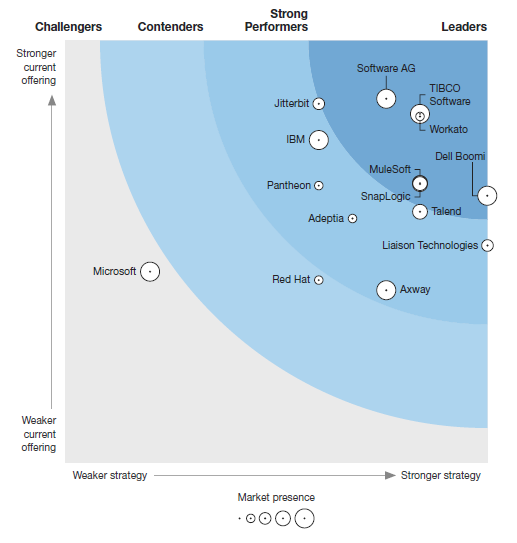 Challengers
Contenders
Strong
Performers
Leaders
Stronger
current
offering
Software AG
TIBCO
Software
Jitterbit
Workato
IBM
Dell Boomi
MuleSoft
Pantheon
SnapLogic
Talend
Adeptia
Liaison Technologies
Microsoft
Red Hat
Axway
Weaker
current
offering
Weaker strategy
Stronger strategy
Market presence